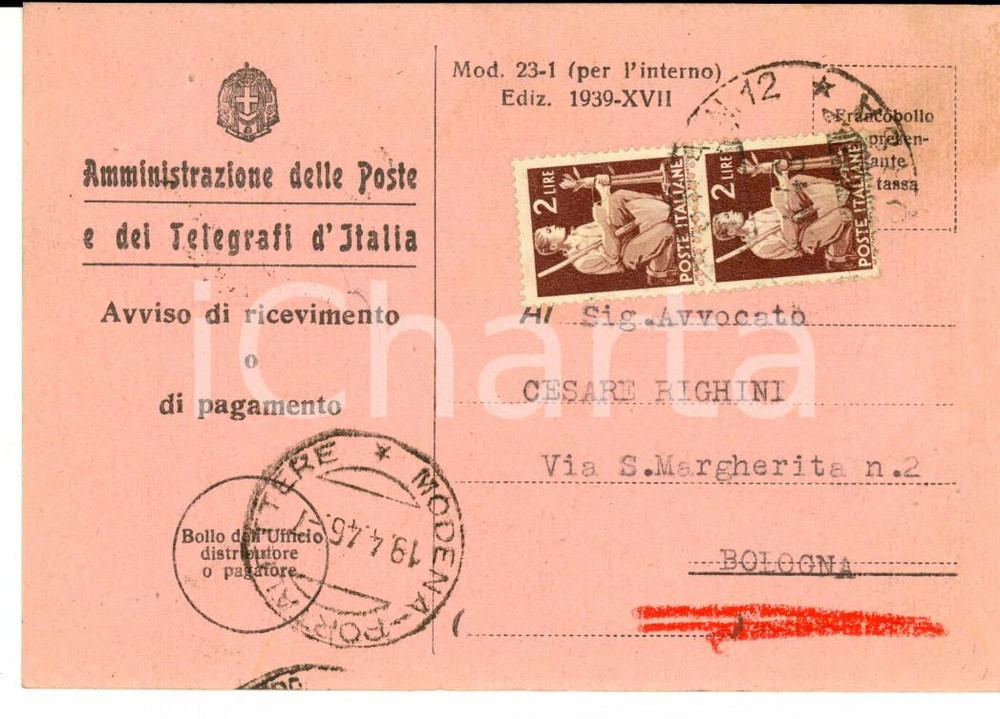 Amministrazione delle Poste
e dei Telegrafi d'Italia
Avviso di ricevimento
o
di pagamento
Bollo dell'Ufficio
distributore
o pagatore
MODENA-PORTALETTERE
19.4.46.
Mod. 23-1 (per l'interno)
Ediz. 1939-XVII
12
Francobollo
tassa
2 LIRE
POSTE ITALIANE
2 LIRE
POSTE ITALIANE
Al Sig.Avvocato
CESARE RIGHINI
Via S.Margherita n.2
BOLOGNA
( )
iCharta